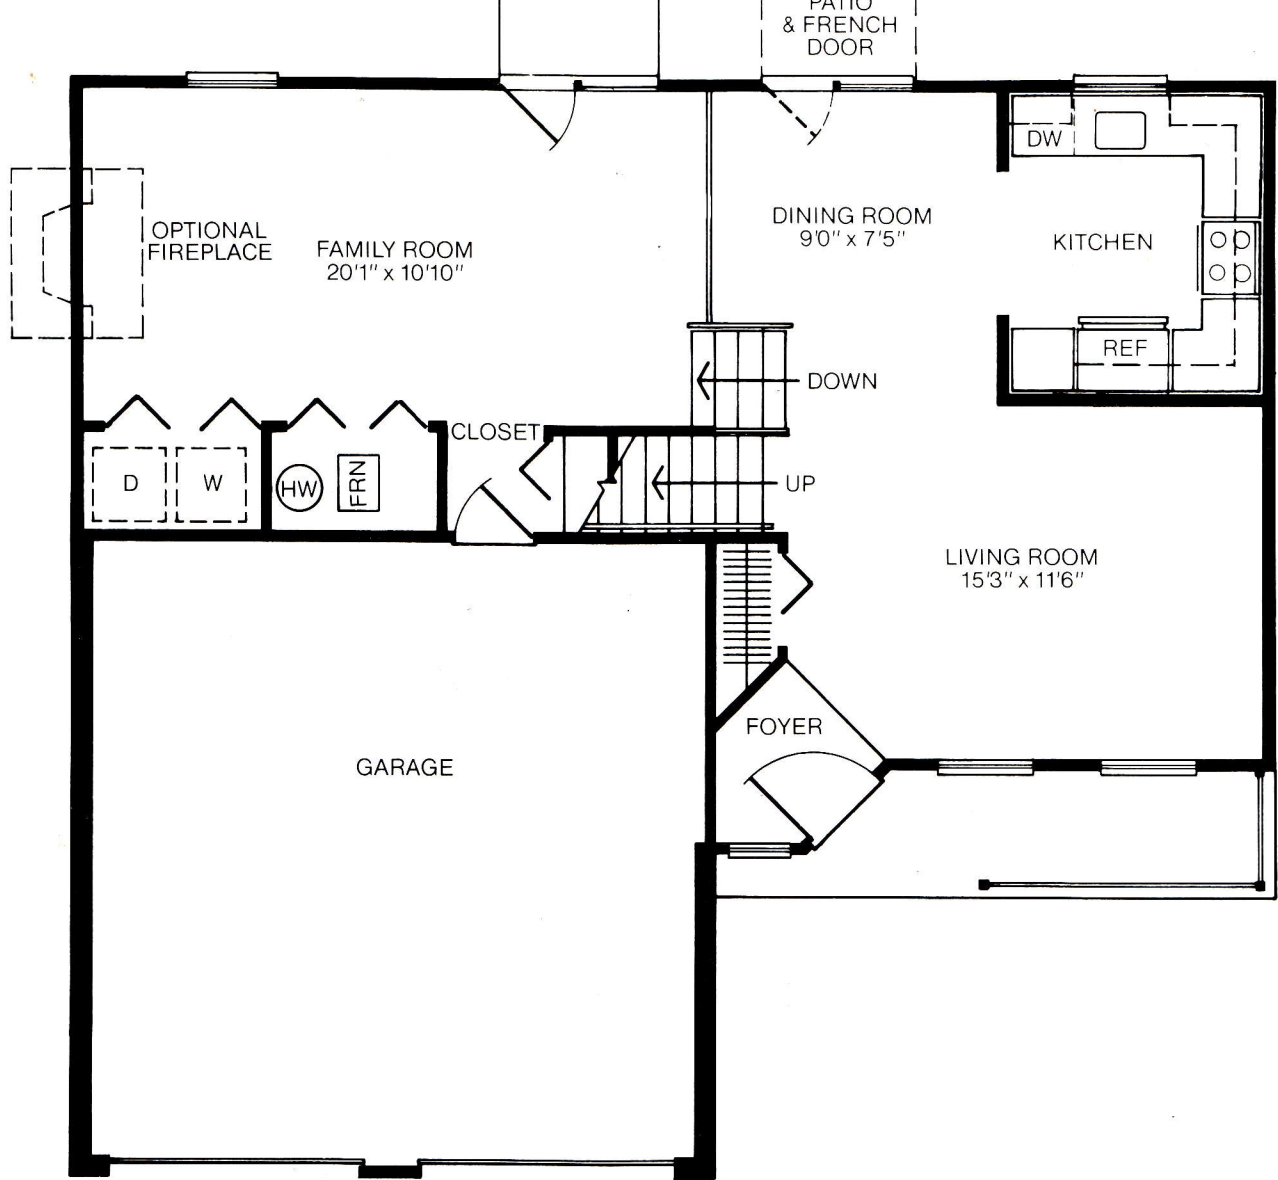 PATIO
& FRENCH
DOOR
DW
OPTIONAL
FIREPLACE
FAMILY ROOM
20'1" x 10'10"
DINING ROOM
9'0" x 7'5"
KITCHEN
REF
DOWN
CLOSET
D
W
HW
FRN
UP
LIVING ROOM
15'3" x 11'6"
FOYER
GARAGE